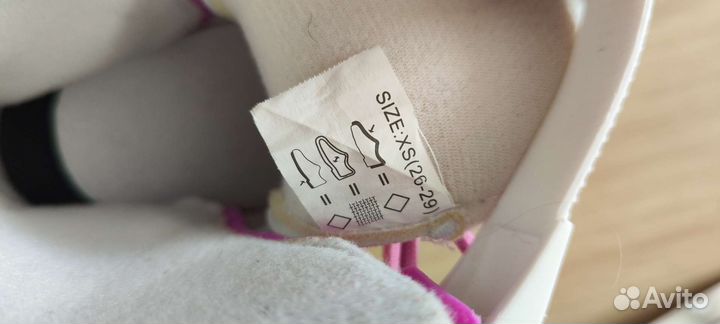 SIZE:XS(26-29)
= = =
Avito